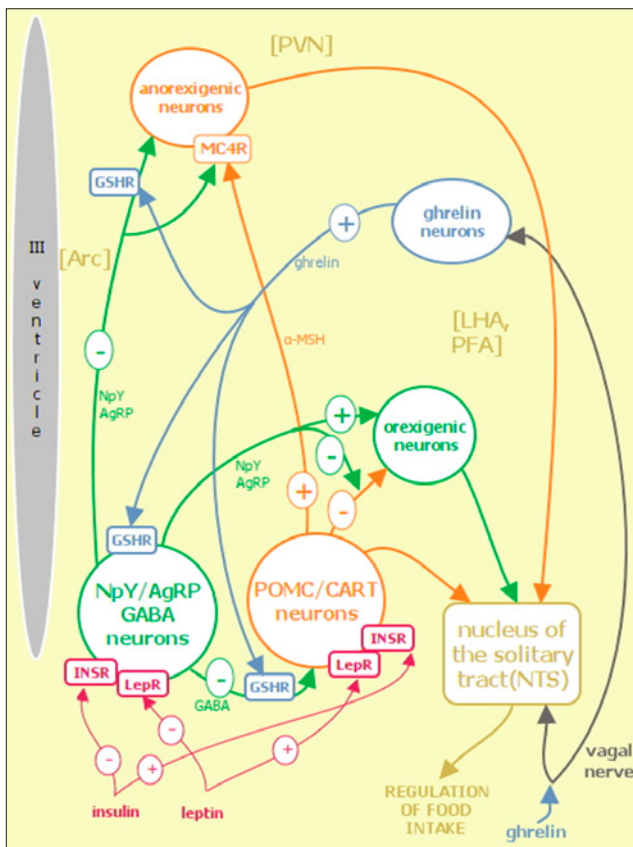 [PVN]
anorexigenic
neurons
MC4R
GSHR
+
ghrelin
neurons
III
ventricle
[Arc]
ghrelin
[LHA,
PFA]
α-MSH
-
NpY
AgRP
+
orexigenic
neurons
-
NpY
AgRP
+
-
GSHR
NpY/AgRP
GABA
neurons
POMC/CART
neurons
nucleus of
the solitary
tract(NTS)
INSR
LepR
INSR
LepR
-
GSHR
GABA
-
-
+
+
insulin
leptin
vagal
nerve
REGULATION
OF FOOD
INTAKE
ghrelin